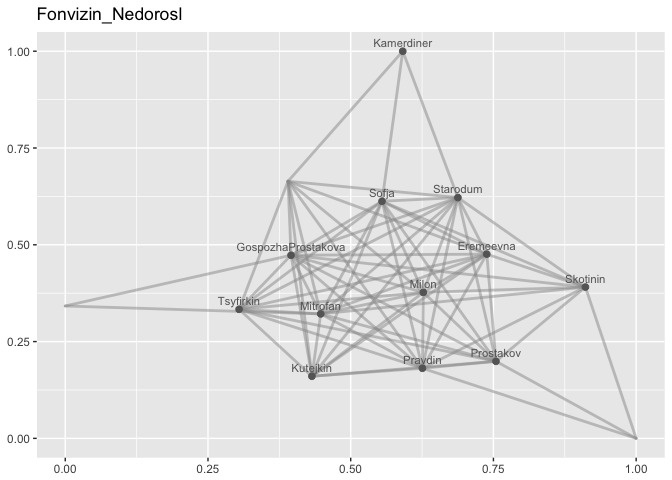 Fonvizin_Nedorosl
1.00
0.75
0.50
0.25
0.00
Kamerdiner
Sofja
Starodum
GospozhaProstakova
Eremeevna
Skotinin
Milon
Tsyfirkin
Mitrofan
Prostakov
Pravdin
Kutejkin
0.00 0.25 0.50 0.75 1.00